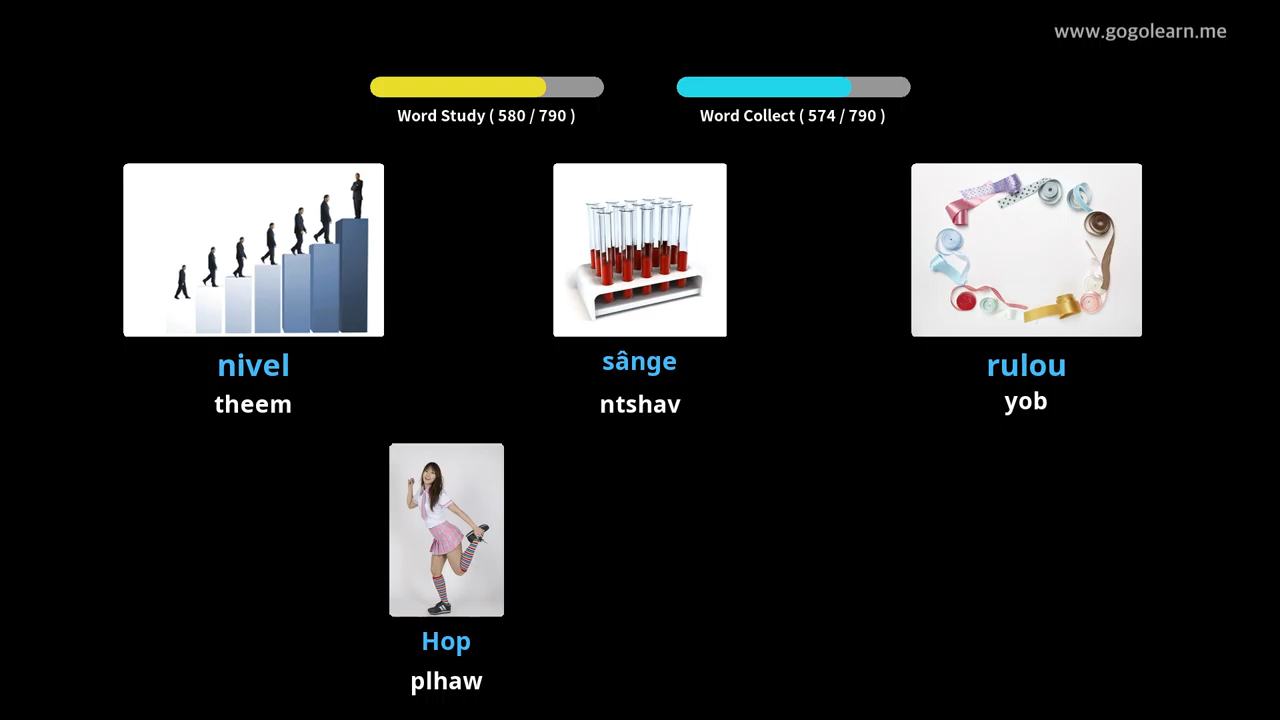 www.gogolearn.me
Word Study ( 580 / 790 )
Word Collect ( 574 / 790 )
nivel
theem
sânge
ntshav
rulou
yob
Hop
plhaw